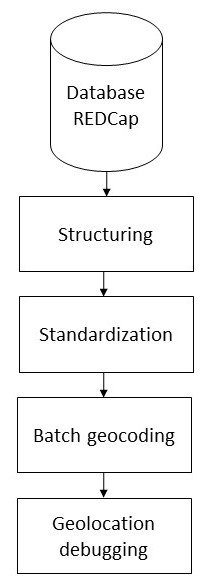 Database
REDCap
Structuring
Standardization
Batch geocoding
Geolocation
debugging